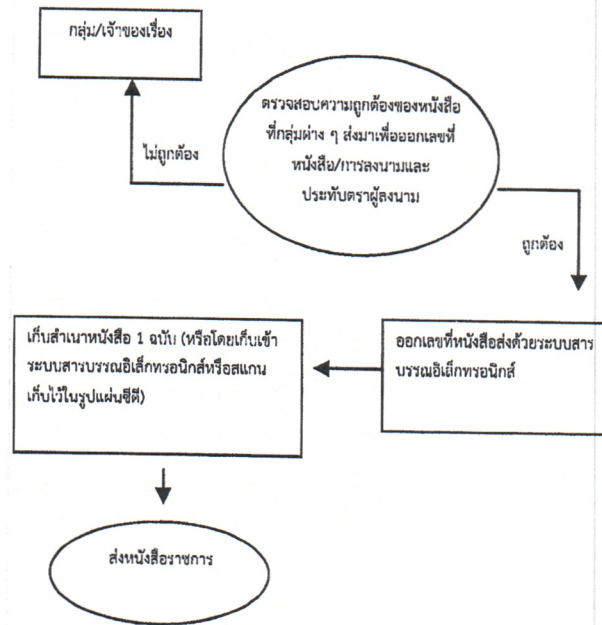 กลุ่ม/เจ้าของเรื่อง
ตรวจสอบความถูกต้องของหนังสือ
ที่กลุ่มผ่าง ๆ ส่งมาเพื่อออกเลขที่
หนังสือ/การลงนามและ
ประทับตราผู้ลงนาม
ไม่ถูกต้อง
ถูกต้อง
เก็บสำเนาหนังสือ 1 ฉบับ (หรือโดยเก็บเข้า
ระบบสารบรรณอิเล็กทรอนิกส์หรือสแกน
เก็บไว้ในรูปแผ่นซีดี)
ออกเลขที่หนังสือส่งด้วยระบบสาร
บรรณอิเล็กทรอนิกส์
ส่งหนังสือราชการ